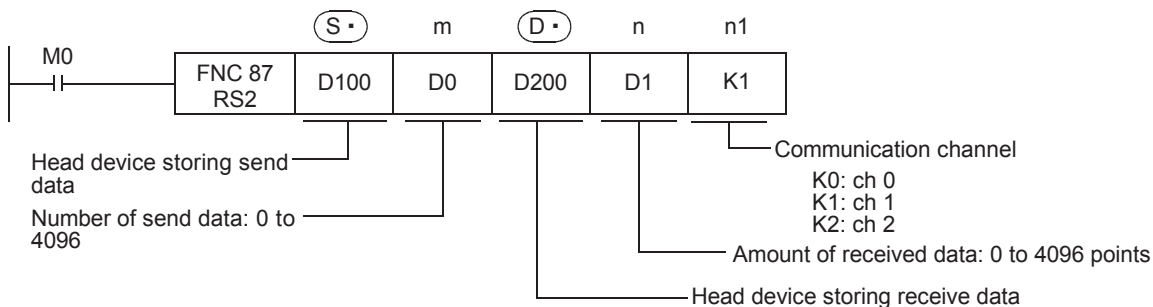 S・ m D・ n n1
M0
FNC 87
RS2
D100 D0 D200 D1 K1
Head device storing send
data
Communication channel
K0: ch 0
K1: ch 1
K2: ch 2
Number of send data: 0 to
4096
Amount of received data: 0 to 4096 points
Head device storing receive data